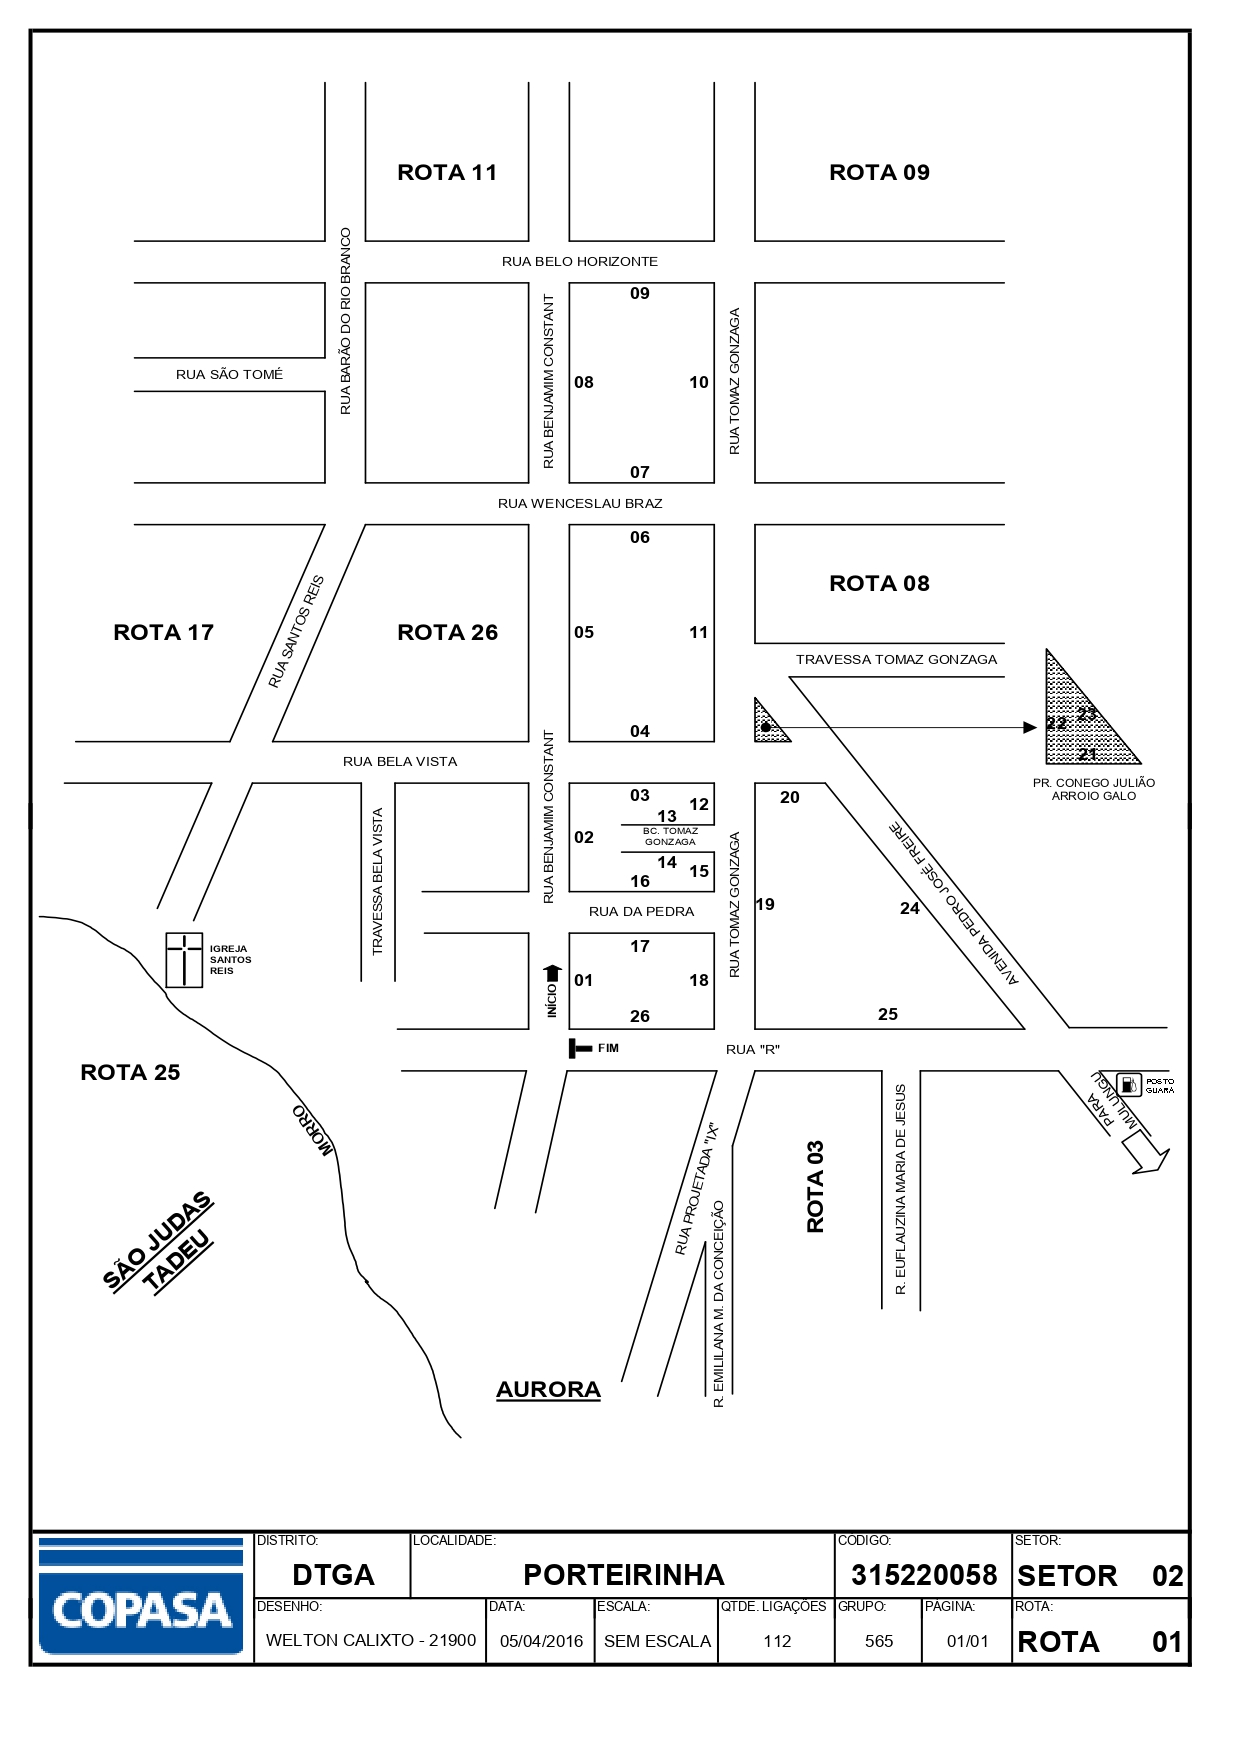 ROTA 11
ROTA 09
RUA BARÃO DO RIO BRANCO
RUA BELO HORIZONTE
09
RUA BENJAMIM CONSTANT
RUA TOMAZ GONZAGA
RUA SÃO TOMÉ
08
10
07
RUA WENCESLAU BRAZ
06
ROTA 08
RUA SANTOS REIS
ROTA 17
ROTA 26
05
11
TRAVESSA TOMAZ GONZAGA
04
22
23
21
PR. CONEGO JULIÃO
ARROIO GALO
RUA BELA VISTA
RUA BENJAMIM CONSTANT
TRAVESSA BELA VISTA
03
12
13
20
02
BC. TOMAZ
GONZAGA
14
15
16
RUA TOMAZ GONZAGA
AVENIDA PEDRO JOSÉ FREIRE
19
24
RUA DA PEDRA
17
IGREJA
SANTOS
REIS
INÍCIO
01
18
26
25
FIM
RUA "R"
ROTA 25
MORRO
PARA
MULUNGU
POSTO
GUARÁ
RUA PROJETADA "IX"
R. EMILILANA M. DA CONCEIÇÃO
ROTA 03
R. EUFLAUZINA MARIA DE JESUS
SÃO JUDAS
TADEU
AURORA
COPASA
DISTRITO:
DTGA
LOCALIDADE:
PORTEIRINHA
CODIGO:
315220058
SETOR:
SETOR 02
DESENHO:
WELTON CALIXTO - 21900
DATA:
05/04/2016
ESCALA:
SEM ESCALA
QTDE. LIGAÇÕES
112
GRUPO:
565
PÁGINA:
01/01
ROTA:
ROTA 01